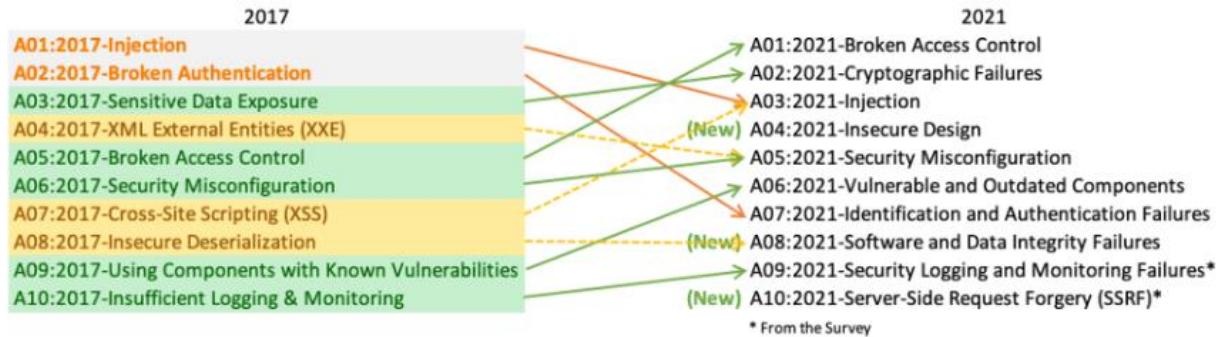 2017
A01:2017-Injection
A02:2017-Broken Authentication
A03:2017-Sensitive Data Exposure
A04:2017-XML External Entities (XXE)
A05:2017-Broken Access Control
A06:2017-Security Misconfiguration
A07:2017-Cross-Site Scripting (XSS)
A08:2017-Insecure Deserialization
A09:2017-Using Components with Known Vulnerabilities
A10:2017-Insufficient Logging & Monitoring
2021
A01:2021-Broken Access Control
A02:2021-Cryptographic Failures
A03:2021-Injection
(New) A04:2021-Insecure Design
A05:2021-Security Misconfiguration
A06:2021-Vulnerable and Outdated Components
A07:2021-Identification and Authentication Failures
(New) A08:2021-Software and Data Integrity Failures
A09:2021-Security Logging and Monitoring Failures*
(New) A10:2021-Server-Side Request Forgery (SSRF)*
* From the Survey